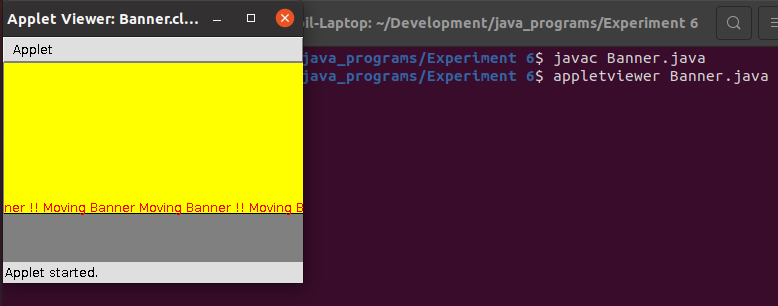 Applet Viewer: Banner.cl...
Applet
ner !! Moving Banner Moving Banner !! Moving B
Applet started.
il-Laptop: ~/Development/java_programs/Experiment 6
java_programs/Experiment 6$ javac Banner.java
java_programs/Experiment 6$ appletviewer Banner.java